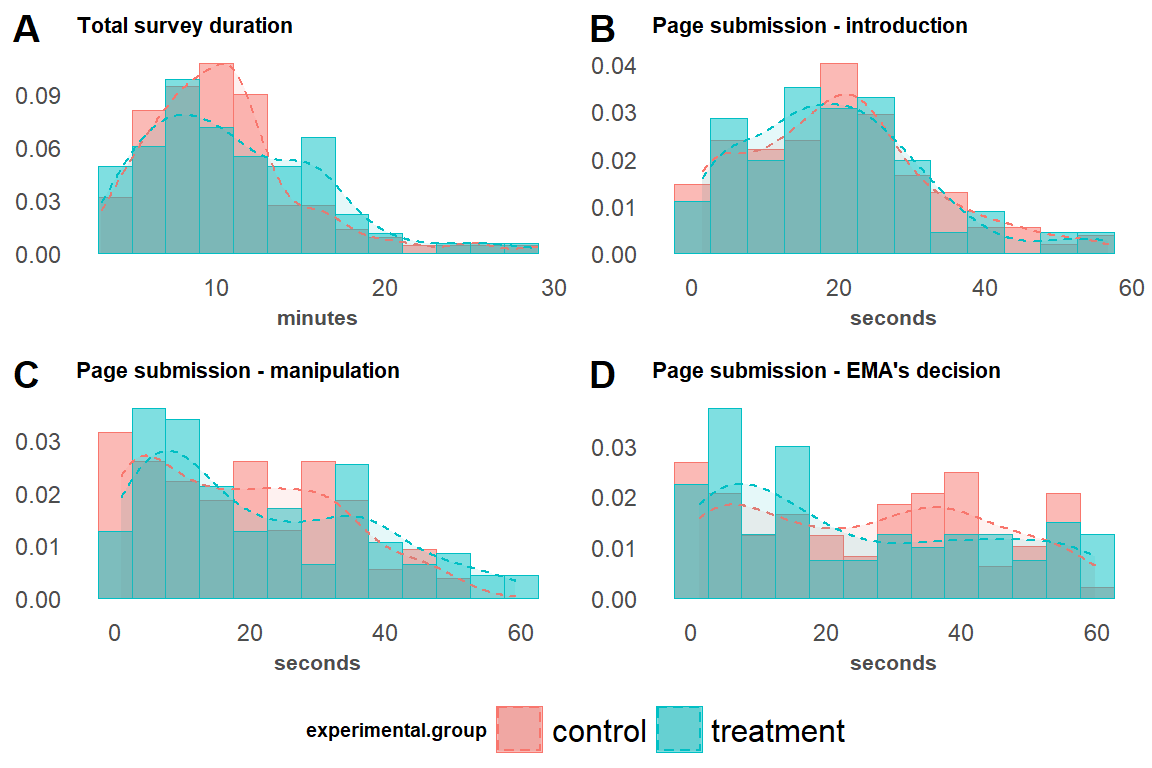 A Total survey duration
0.09
0.06
0.03
0.00
10 20 30
minutes
B Page submission - introduction
0.04
0.03
0.02
0.01
0.00
0 20 40 60
seconds
C Page submission - manipulation
0.03
0.02
0.01
0.00
0 20 40 60
seconds
D Page submission - EMA's decision
0.03
0.02
0.01
0.00
0 20 40 60
seconds
experimental.group control treatment